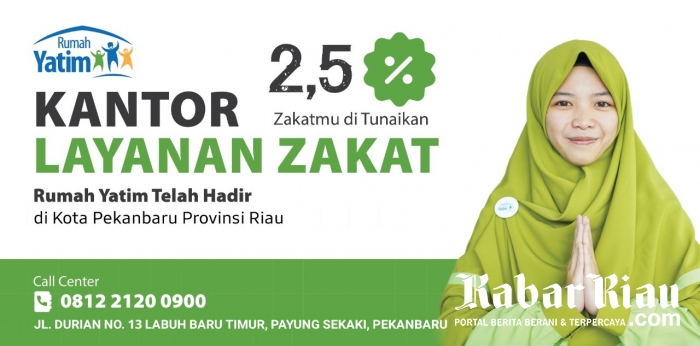 Rumah
Yatim
2,5 %
Zakatmu di Tunaikan
KANTOR
LAYANAN ZAKAT
Rumah Yatim Telah Hadir
di Kota Pekanbaru Provinsi Riau
Call Center
0812 2120 0900
JL. DURIAN NO. 13 LABUH BARU TIMUR, PAYUNG SEKAKI, PEKANBARU
Kabar Riau
PORTAL BERITA BERANI & TERPERCAYA .com